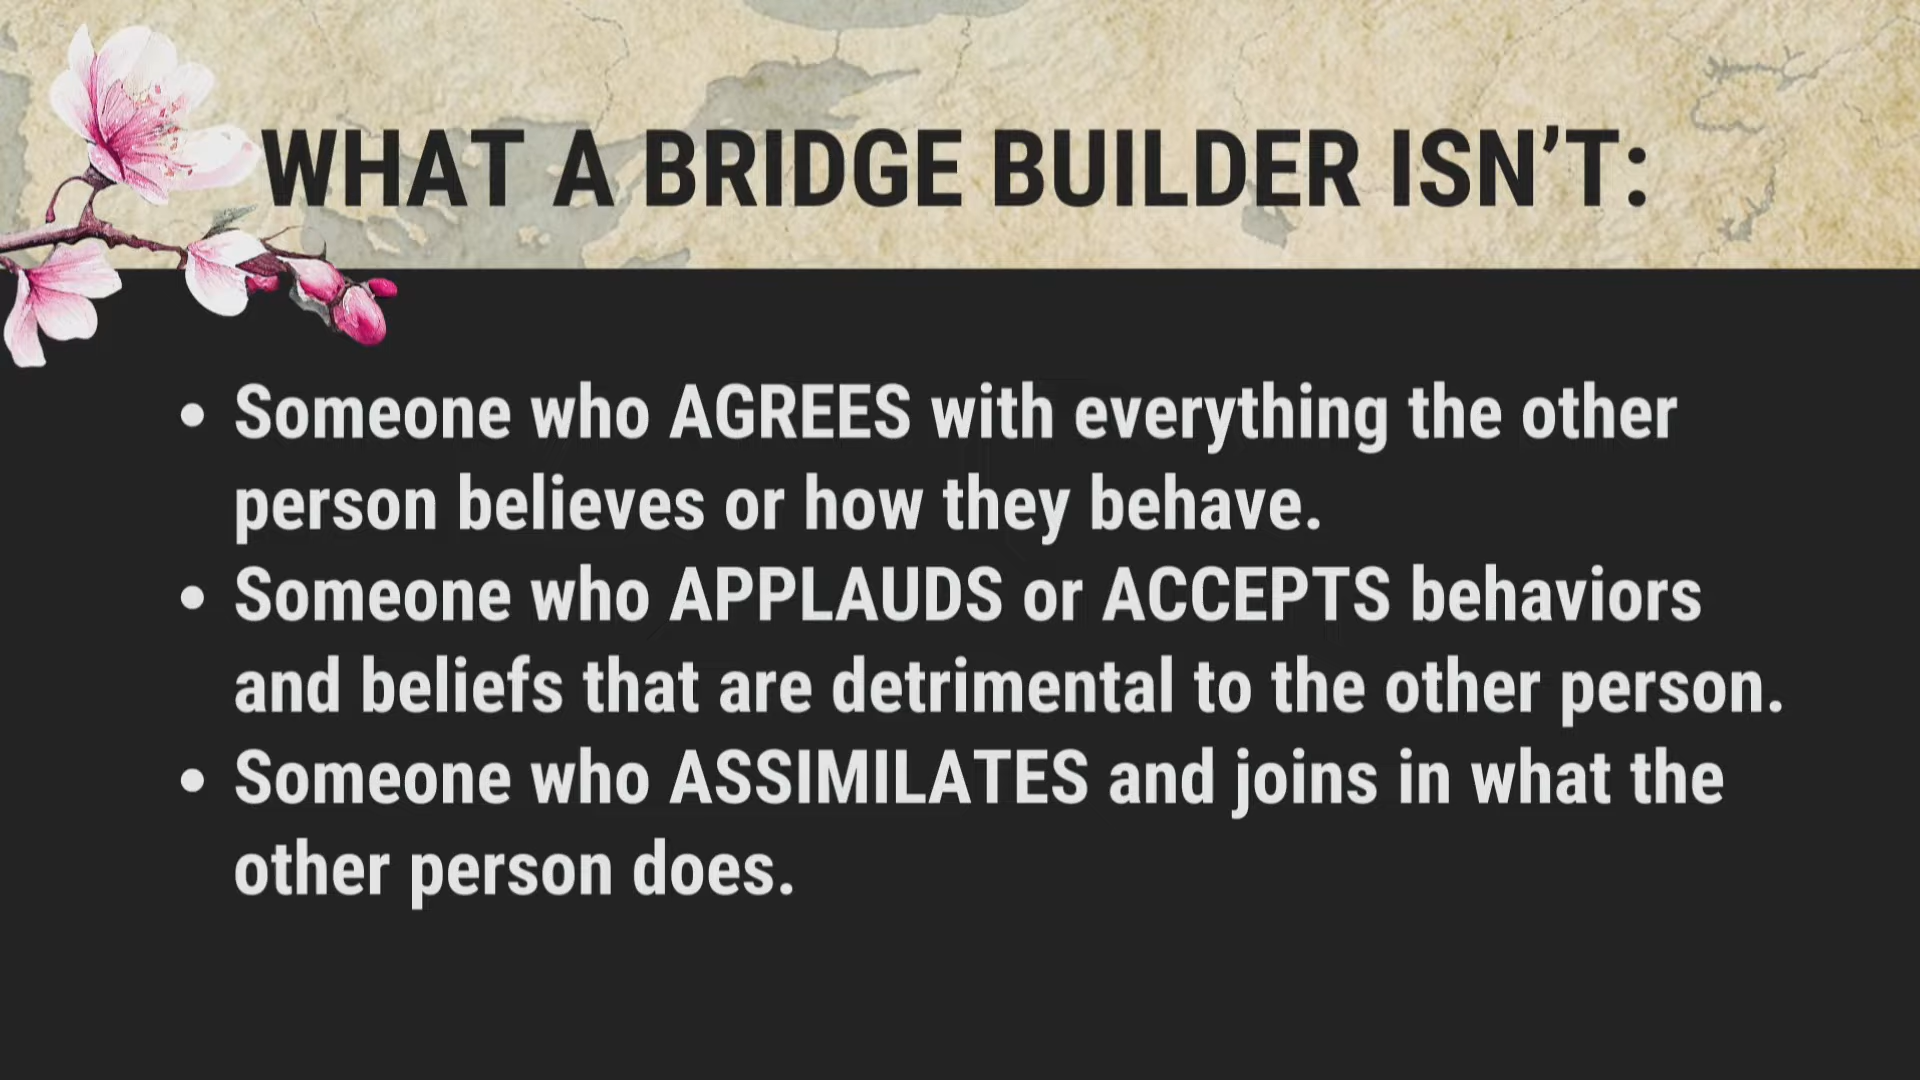 WHAT A BRIDGE BUILDER ISN’T:
• Someone who AGREES with everything the other
person believes or how they behave.
• Someone who APPLAUDS or ACCEPTS behaviors
and beliefs that are detrimental to the other person.
• Someone who ASSIMILATES and joins in what the
other person does.